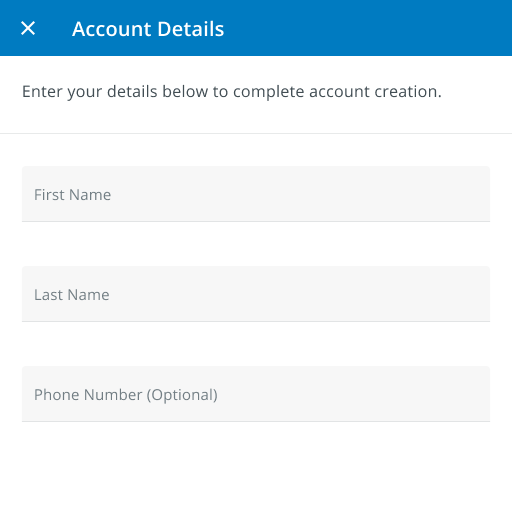 Account Details
Enter your details below to complete account creation.
First Name
Last Name
Phone Number (Optional)